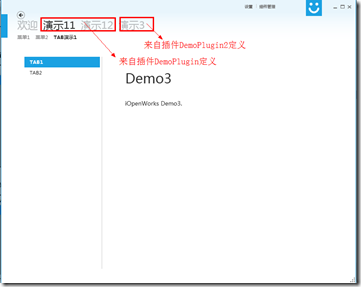 设置 插件管理
欢迎 演示11 演示12 演示3
来自插件DemoPlugin2定义
菜单1 菜单2 TAB演示1
来自插件DemoPlugin定义
TAB1
TAB2
Demo3
iOpenWorks Demo3.